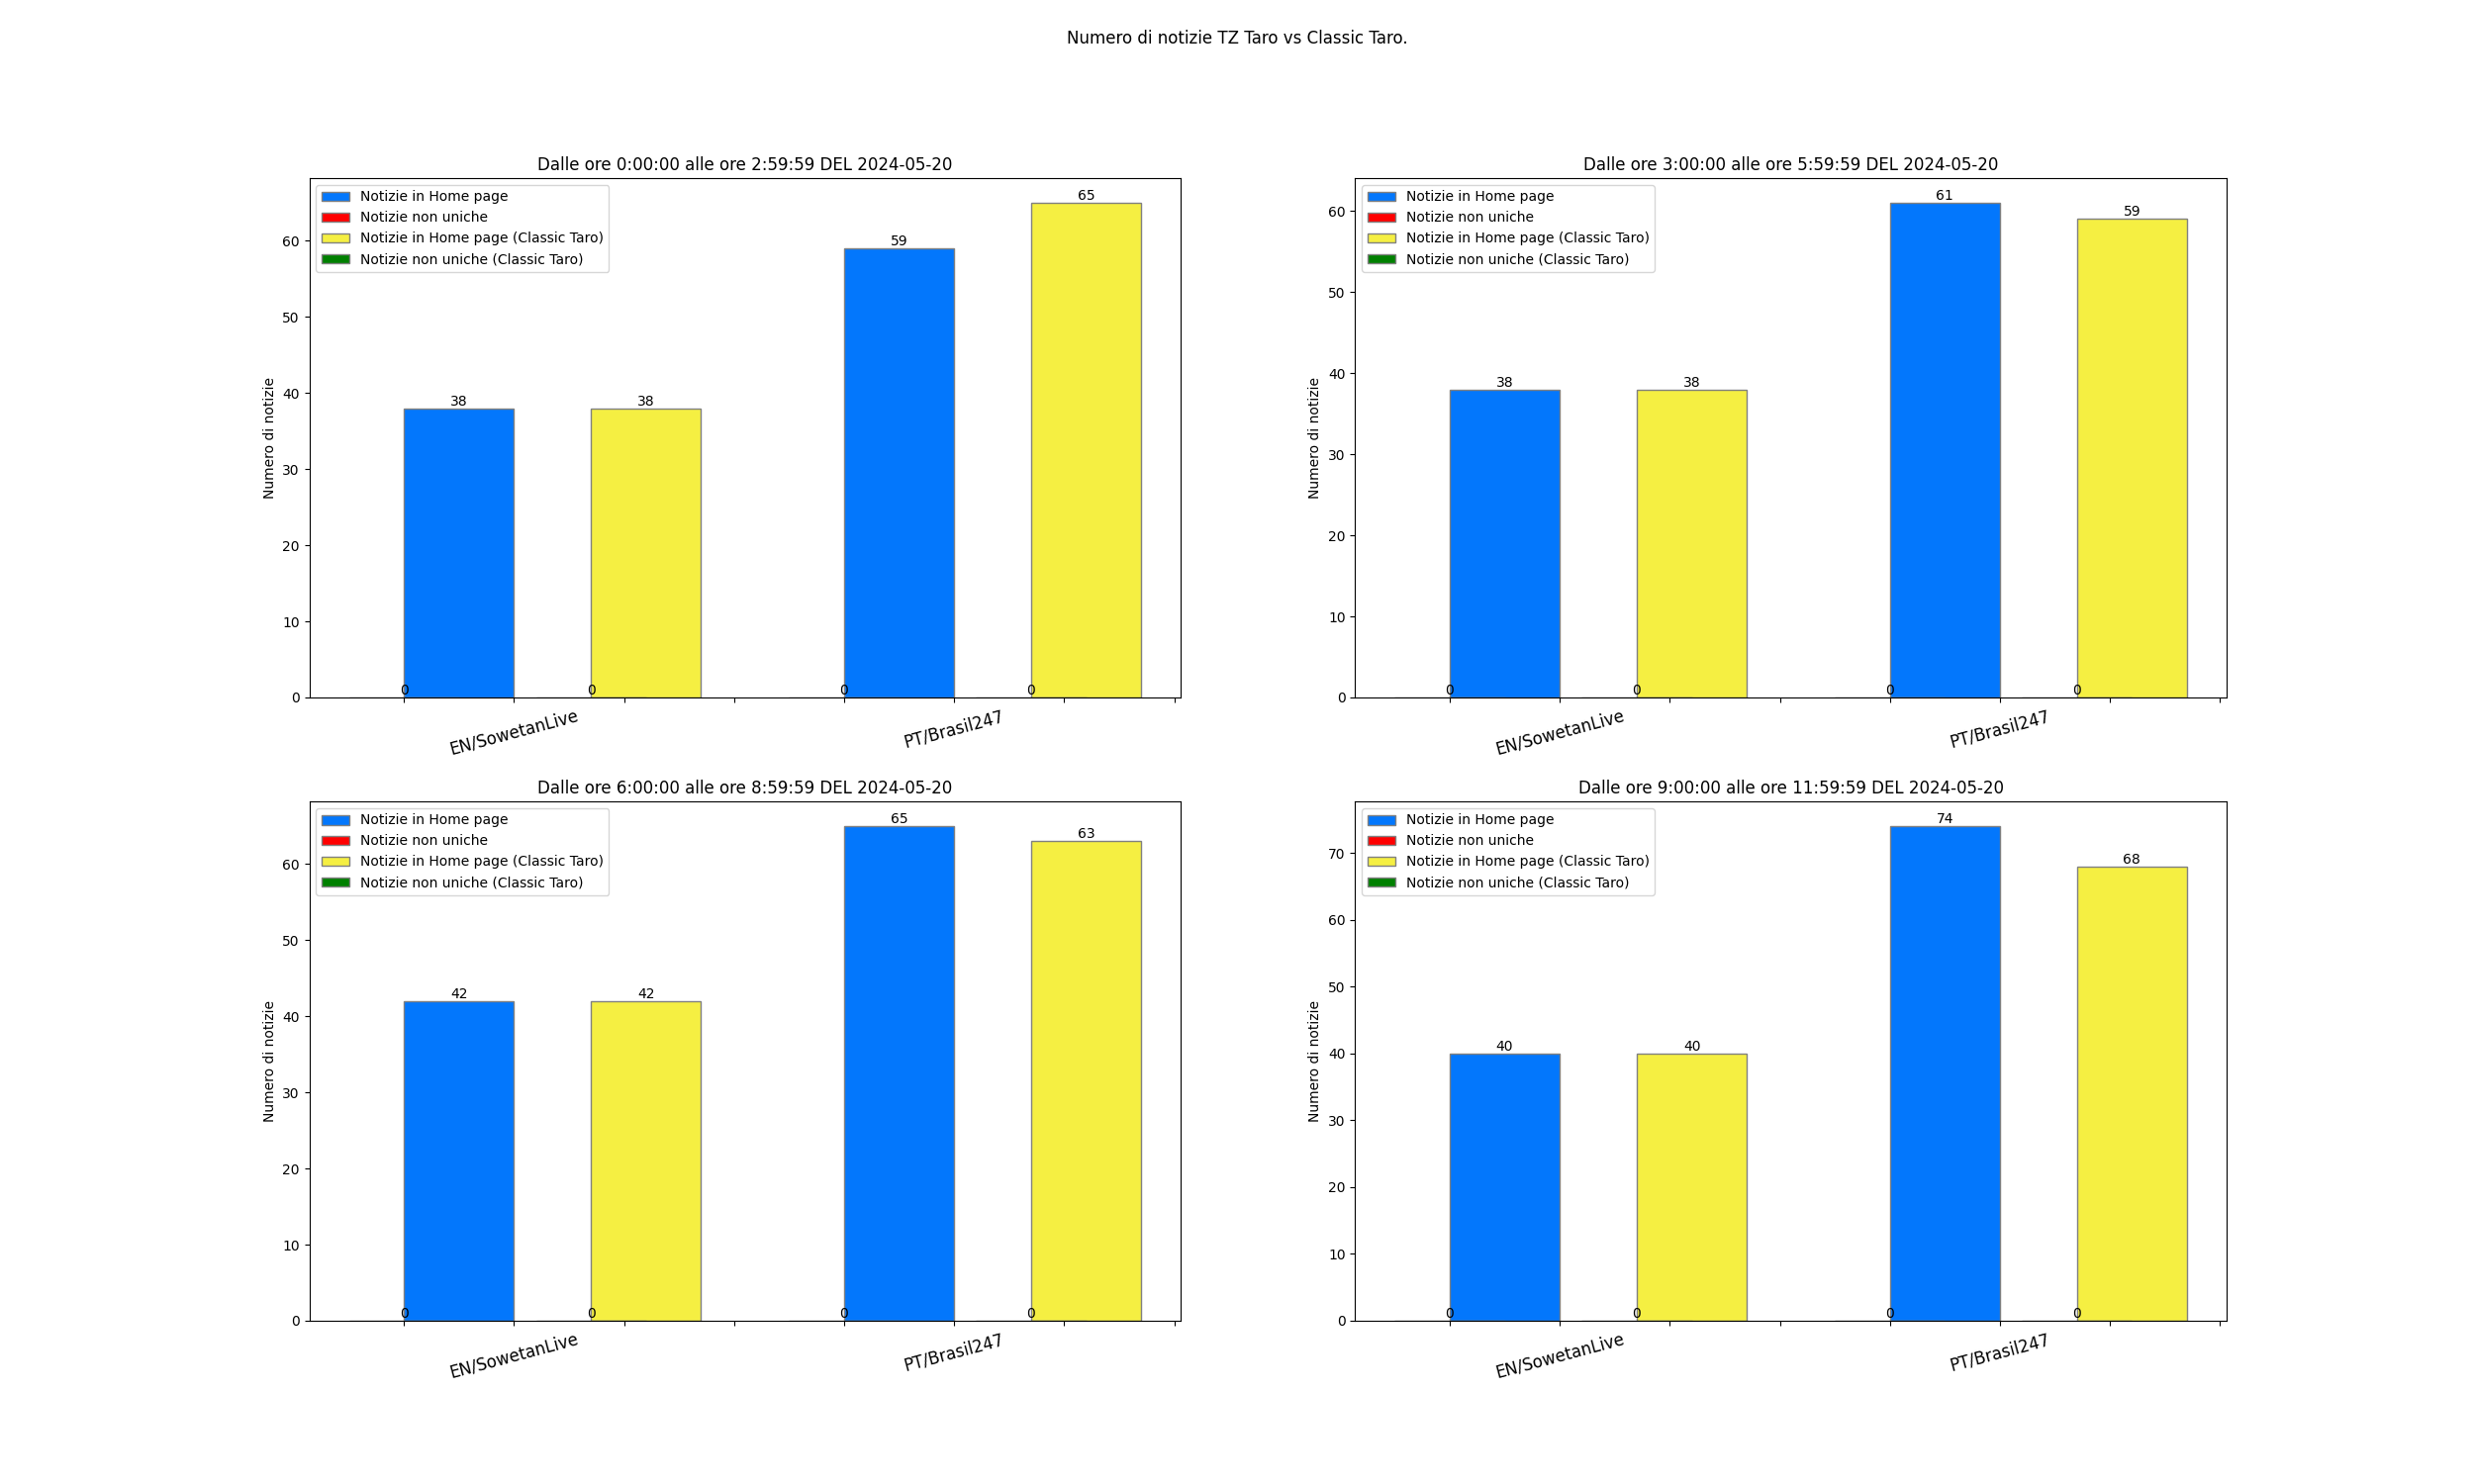 Numero di notizie TZ Taro vs Classic Taro.
Dalle ore 0:00:00 alle ore 2:59:59 DEL 2024-05-20
Notizie in Home page
Notizie non uniche
Notizie in Home page (Classic Taro)
Notizie non uniche (Classic Taro)
Numero di notizie
60
50
40
30
20
10
0
38
38
59
65
0
0
0
0
EN/SowetanLive
PT/Brasil247
Dalle ore 3:00:00 alle ore 5:59:59 DEL 2024-05-20
Notizie in Home page
Notizie non uniche
Notizie in Home page (Classic Taro)
Notizie non uniche (Classic Taro)
Numero di notizie
60
50
40
30
20
10
0
38
38
61
59
0
0
0
0
EN/SowetanLive
PT/Brasil247
Dalle ore 6:00:00 alle ore 8:59:59 DEL 2024-05-20
Notizie in Home page
Notizie non uniche
Notizie in Home page (Classic Taro)
Notizie non uniche (Classic Taro)
Numero di notizie
60
50
40
30
20
10
0
42
42
65
63
0
0
0
0
EN/SowetanLive
PT/Brasil247
Dalle ore 9:00:00 alle ore 11:59:59 DEL 2024-05-20
Notizie in Home page
Notizie non uniche
Notizie in Home page (Classic Taro)
Notizie non uniche (Classic Taro)
Numero di notizie
70
60
50
40
30
20
10
0
40
40
74
68
0
0
0
0
EN/SowetanLive
PT/Brasil247